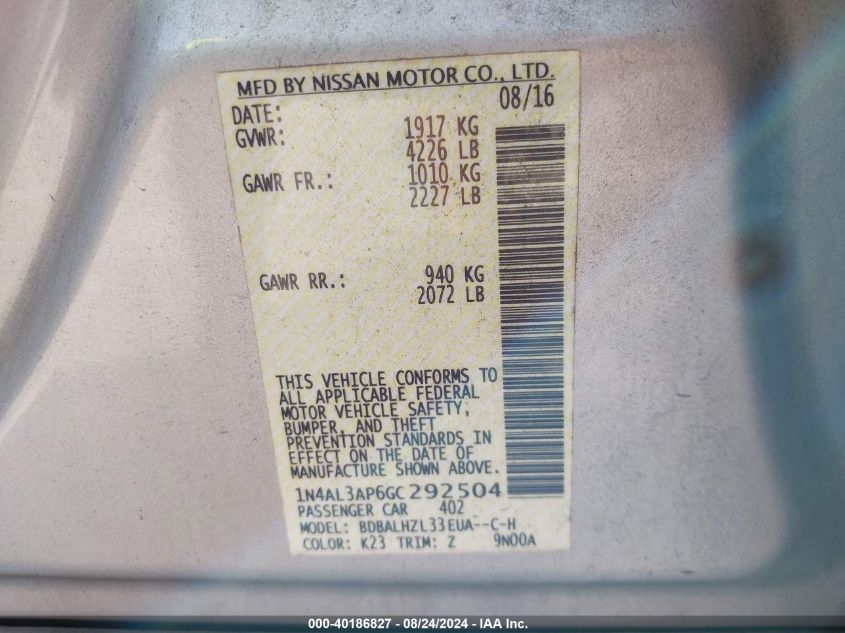 MFD BY NISSAN MOTOR CO., LTD.
DATE: 08/16
GVWR: 1917 KG
4226 LB
GAWR FR.: 1010 KG
2227 LB
GAWR RR.: 940 KG
2072 LB
THIS VEHICLE CONFORMS TO
ALL APPLICABLE FEDERAL
MOTOR VEHICLE SAFETY,
BUMPER, AND THEFT
PREVENTION STANDARDS IN
EFFECT ON THE DATE OF
MANUFACTURE SHOWN ABOVE.
1N4AL3AP6GC292504
PASSENGER CAR 402
MODEL: BDBALHZL33EUA--C-H
COLOR: K23 TRIM: Z 9N00A
000-40186827 - 08/24/2024 - IAA Inc.